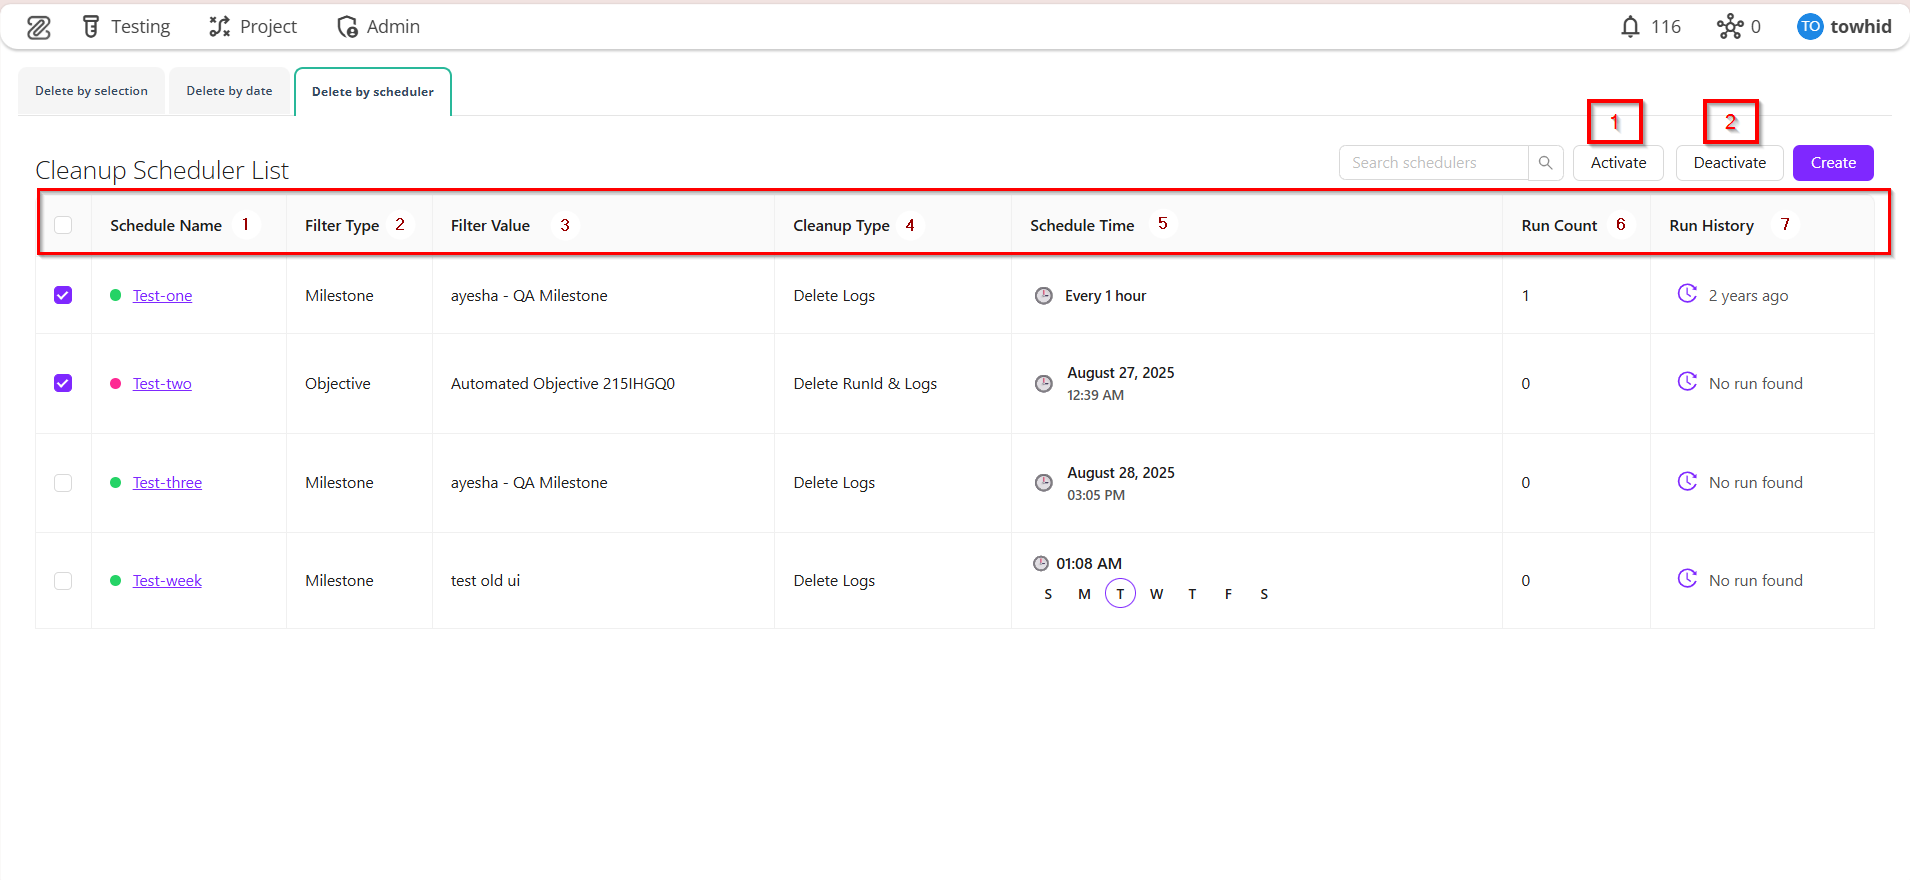 Testing Project Admin 116 0 TO towhid
Delete by selection Delete by date Delete by scheduler
1 2
Cleanup Scheduler List Search schedulers Activate Deactivate Create
Schedule Name 1 Filter Type 2 Filter Value 3 Cleanup Type 4 Schedule Time 5 Run Count 6 Run History 7
Test-one Milestone ayesha - QA Milestone Delete Logs Every 1 hour 1 2 years ago
Test-two Objective Automated Objective 215IHGQ0 Delete RunId & Logs August 27, 2025 0 No run found
12:39 AM
Test-three Milestone ayesha - QA Milestone Delete Logs August 28, 2025 0 No run found
03:05 PM
Test-week Milestone test old ui Delete Logs 01:08 AM 0 No run found
S M T W T F S